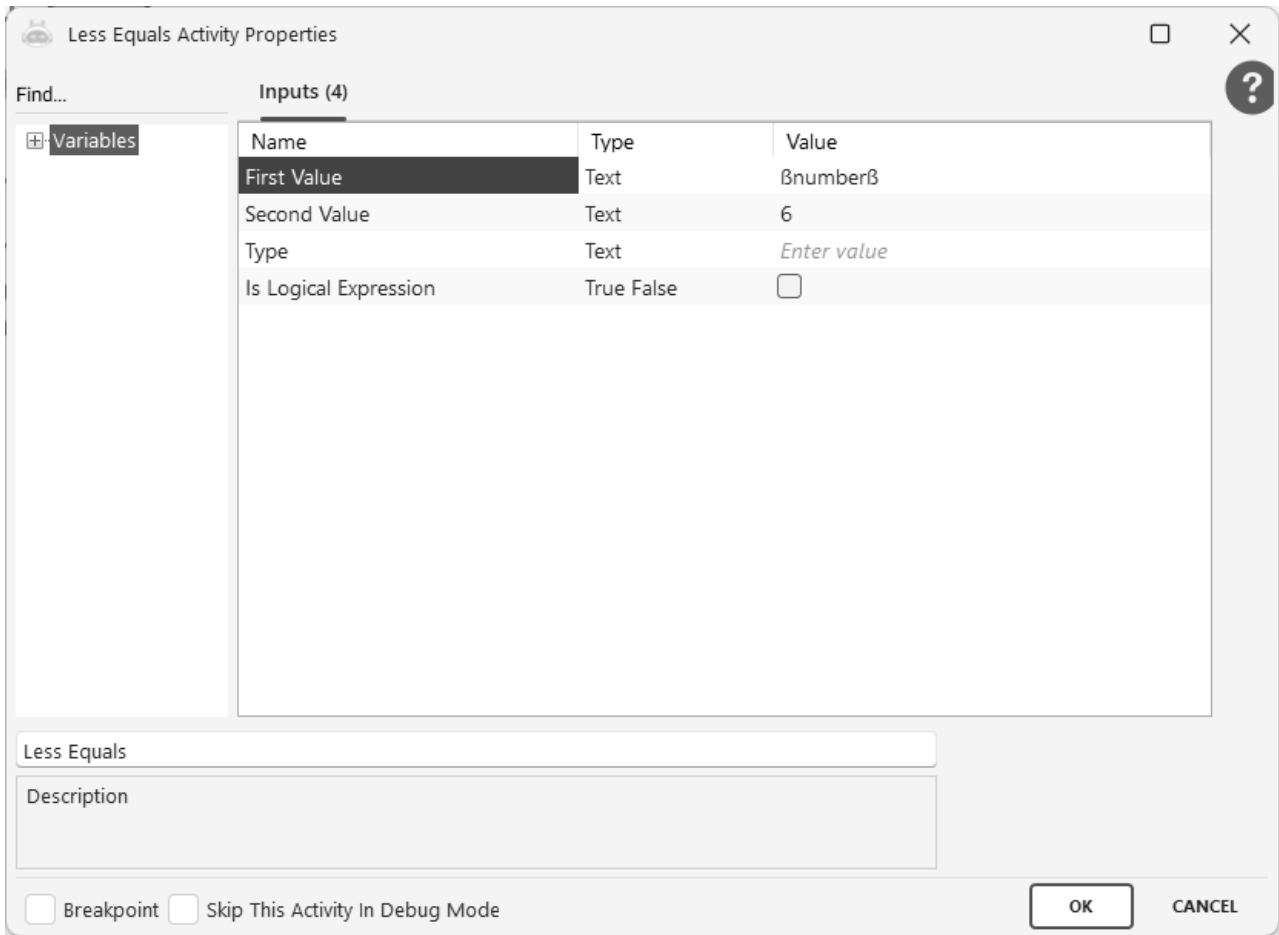 Less Equals Activity Properties
Find...
Inputs (4)
?
Variables
Name Type Value
First Value Text ßnumberß
Second Value Text 6
Type Text Enter value
Is Logical Expression True False
Less Equals
Description
Breakpoint Skip This Activity In Debug Mode OK CANCEL